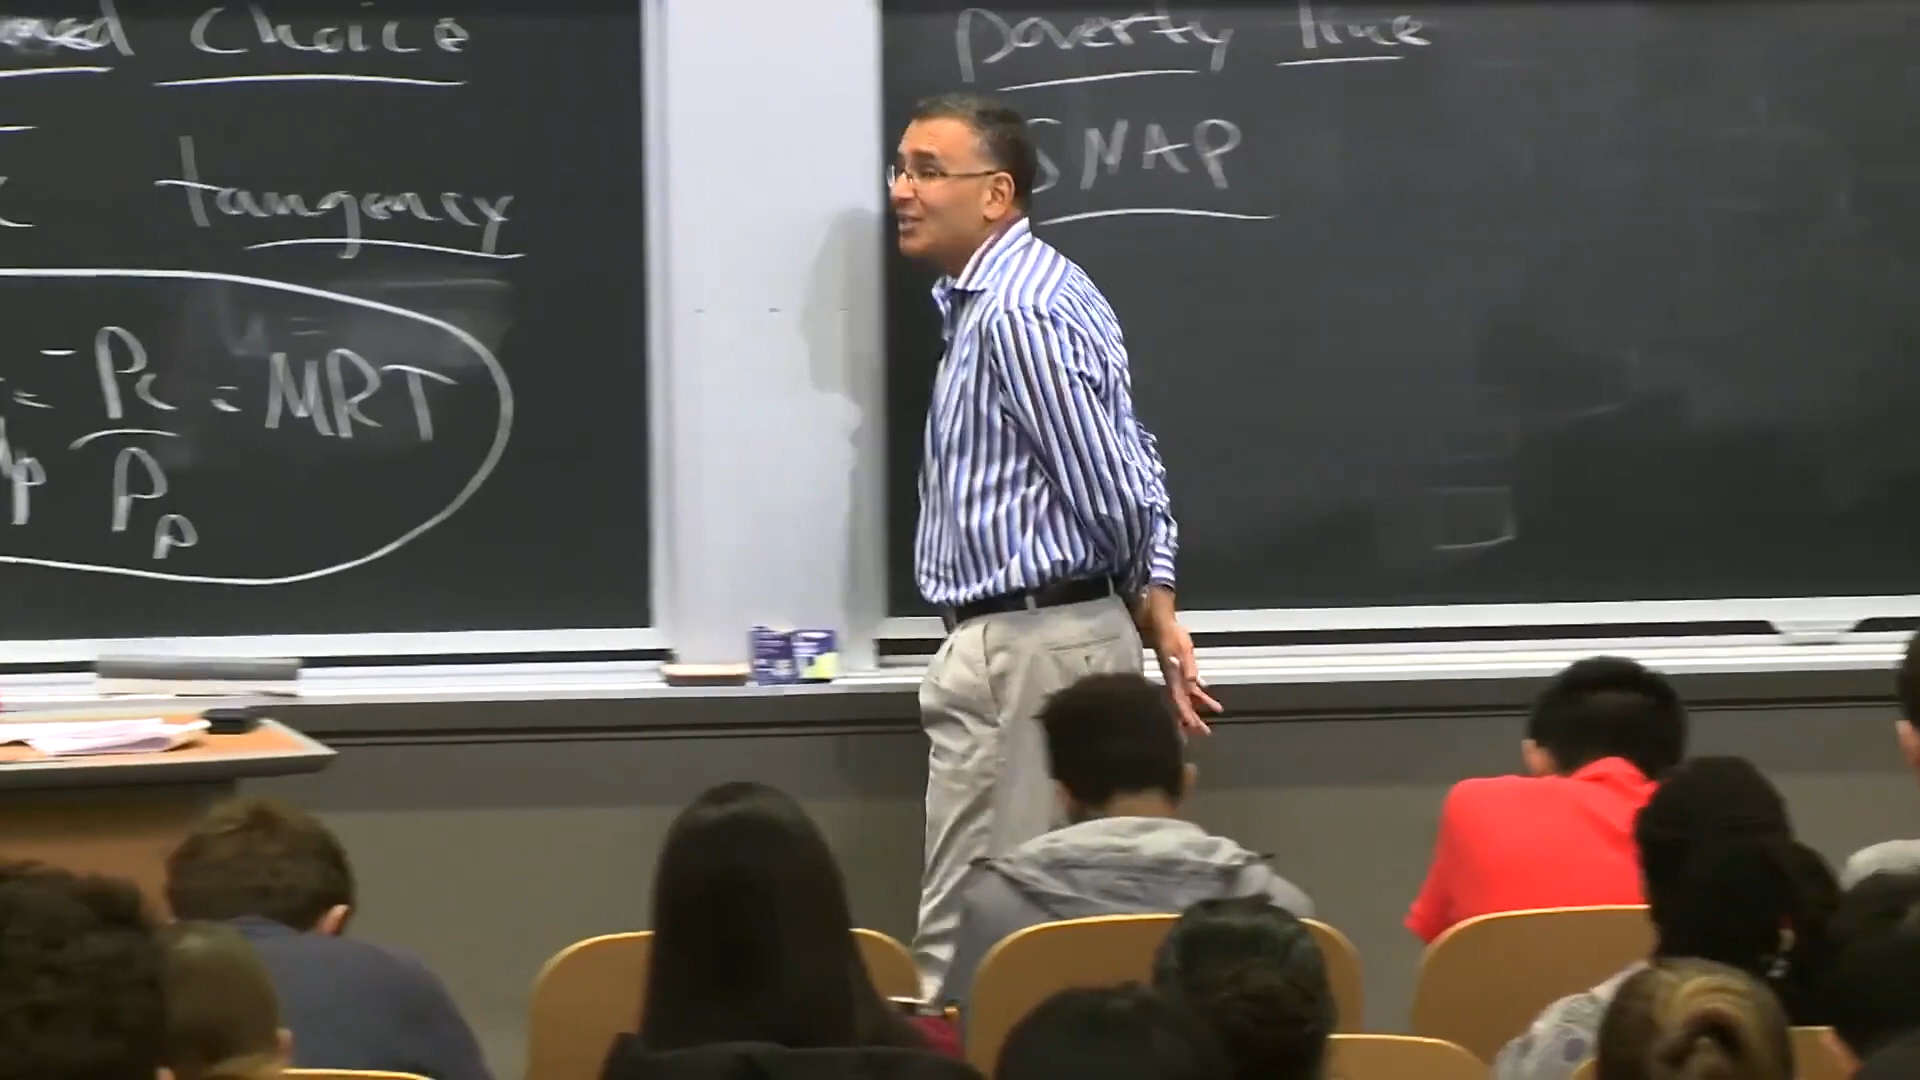 Choice
tangency
= Pc / Pp = MRT
poverty line
SNAP